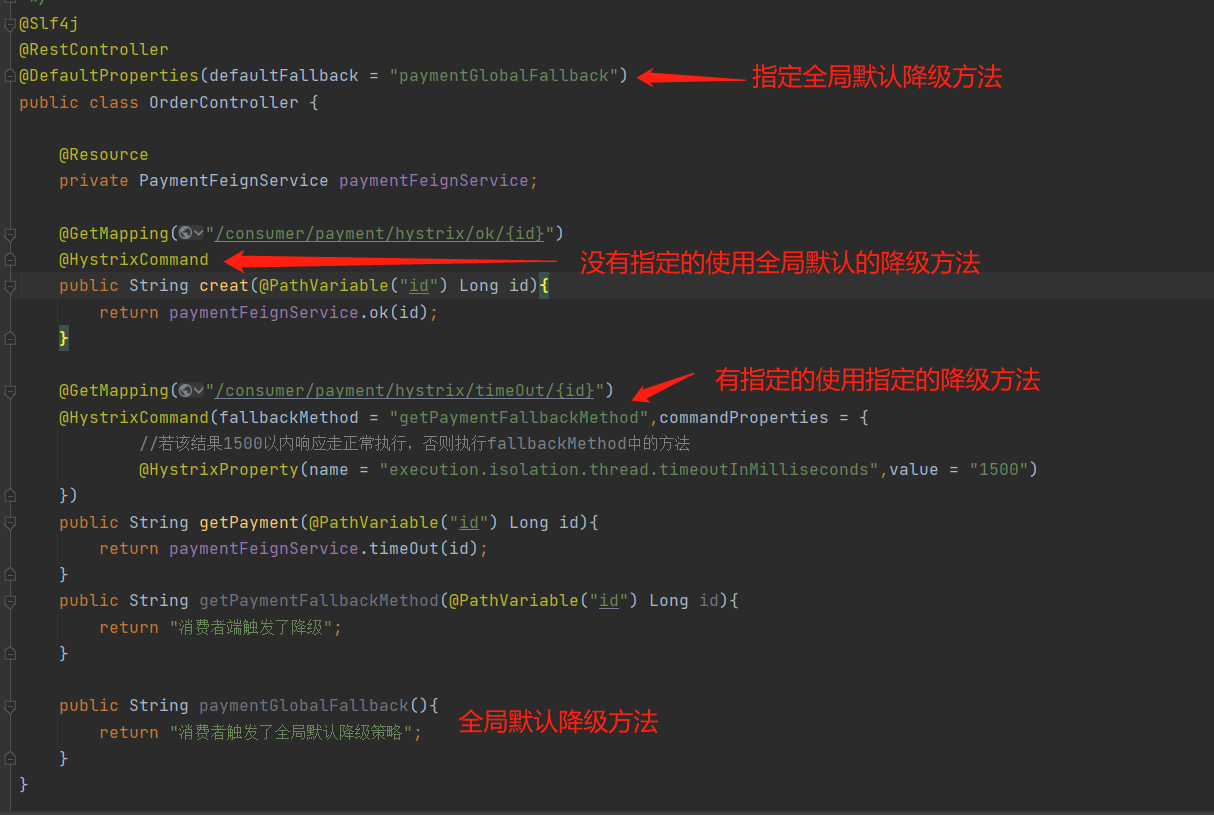 */
@Slf4j
@RestController
@DefaultProperties(defaultFallback = "paymentGlobalFallback") 指定全局默认降级方法
public class OrderController {
@Resource
private PaymentFeignService paymentFeignService;
@GetMapping("/consumer/payment/hystrix/ok/{id}")
@HystrixCommand 没有指定的使用全局默认的降级方法
public String creat(@PathVariable("id") Long id){
return paymentFeignService.ok(id);
}
有指定的使用指定的降级方法
@GetMapping("/consumer/payment/hystrix/timeOut/{id}")
@HystrixCommand(fallbackMethod = "getPaymentFallbackMethod",commandProperties = {
//若该结果1500以内响应走正常执行，否则执行fallbackMethod中的方法
@HystrixProperty(name = "execution.isolation.thread.timeoutInMilliseconds",value = "1500")
})
public String getPayment(@PathVariable("id") Long id){
return paymentFeignService.timeOut(id);
}
public String getPaymentFallbackMethod(@PathVariable("id") Long id){
return "消费者端触发了降级";
}
public String paymentGlobalFallback(){
return "消费者触发了全局默认降级策略"; 全局默认降级方法
}
}